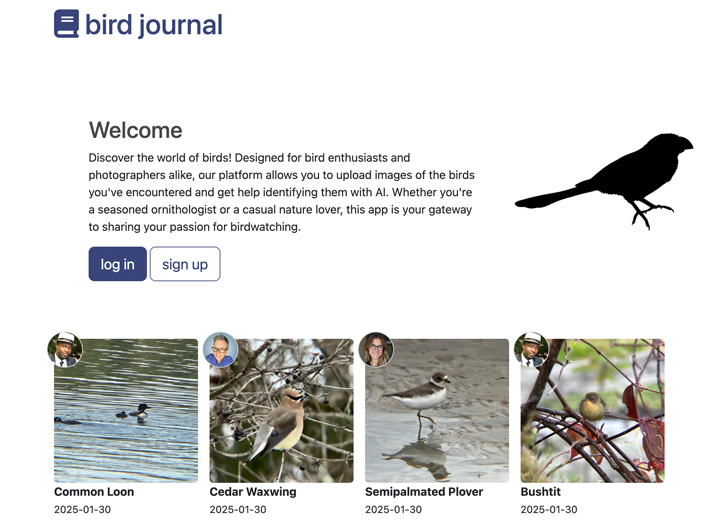 bird journal
Welcome
Discover the world of birds! Designed for bird enthusiasts and
photographers alike, our platform allows you to upload images of the birds
you've encountered and get help identifying them with AI. Whether you're
a seasoned ornithologist or a casual nature lover, this app is your gateway
to sharing your passion for birdwatching.
log in sign up
Common Loon Cedar Waxwing Semipalmated Plover Bushtit
2025-01-30 2025-01-30 2025-01-30 2025-01-30